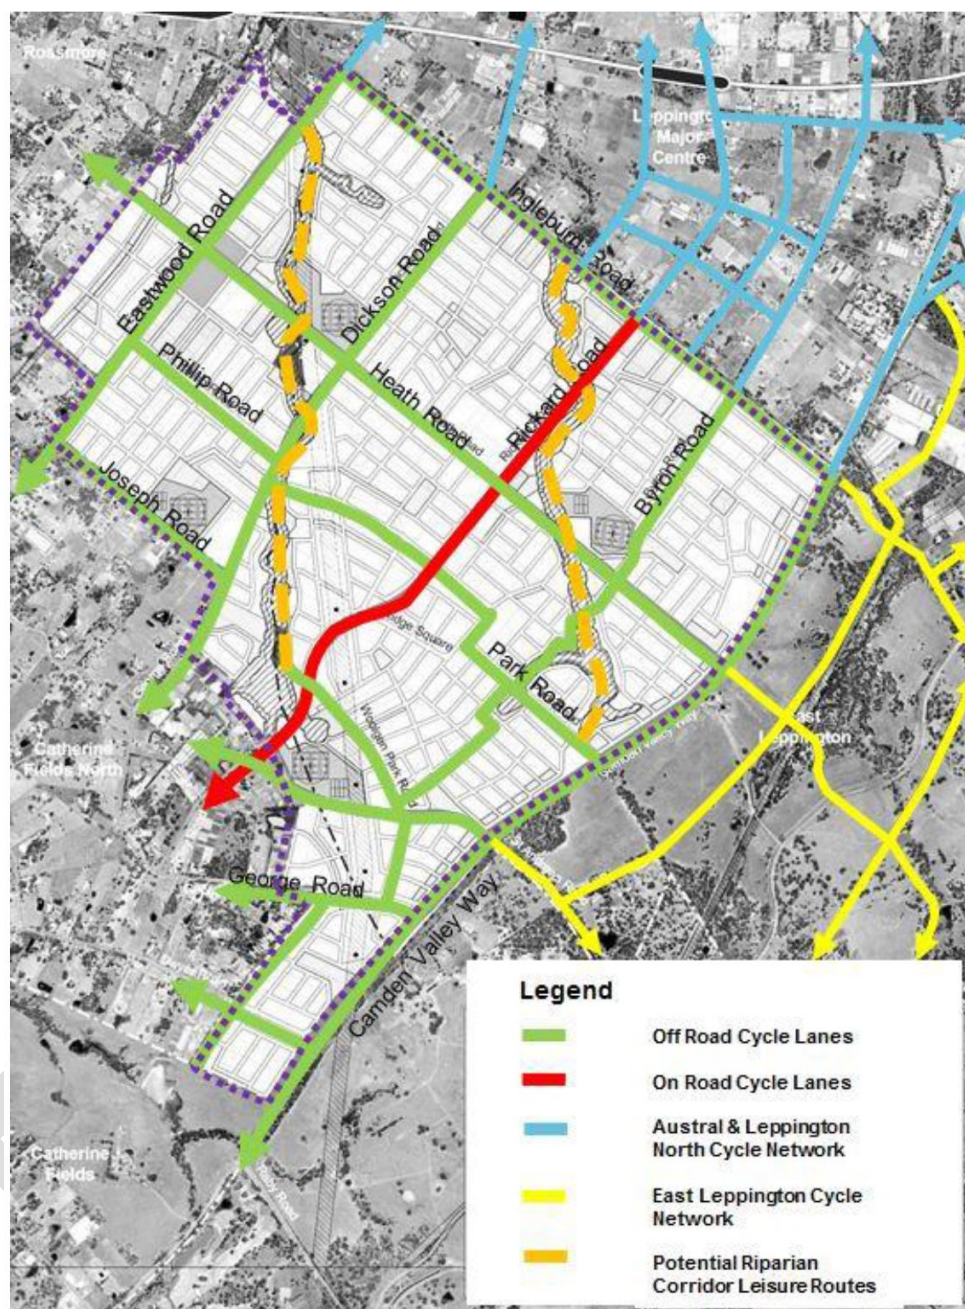 Rossmore
Leppington
Major
Centre
Ingleburn Road
Eastwood Road
Dickson Road
Rickard Road
Heath Road
Phillip Road
Byron Road
Joseph Road
Park Road
East
Leppington
Catherine
Fields North
George Road
Camden Valley Way
Catherine
Fields
Legend
Off Road Cycle Lanes
On Road Cycle Lanes
Austral & Leppington
North Cycle Network
East Leppington Cycle
Network
Potential Riparian
Corridor Leisure Routes